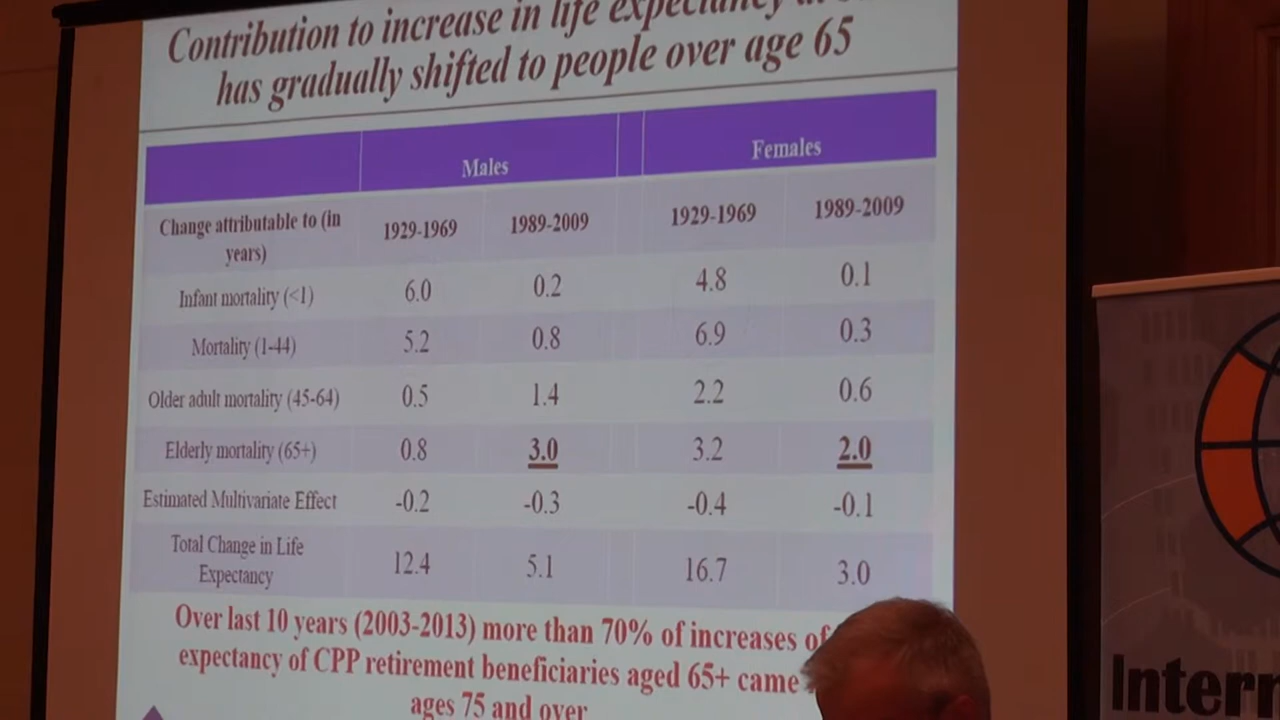 Contribution to increase in life expectancy
has gradually shifted to people over age 65
Males Females
Change attributable to (in years) 1929-1969 1989-2009 1929-1969 1989-2009
Infant mortality (<1) 6.0 0.2 4.8 0.1
Mortality (1-44) 5.2 0.8 6.9 0.3
Older adult mortality (45-64) 0.5 1.4 2.2 0.6
Elderly mortality (65+) 0.8 3.0 3.2 2.0
Estimated Multivariate Effect -0.2 -0.3 -0.4 -0.1
Total Change in Life Expectancy 12.4 5.1 16.7 3.0
Over last 10 years (2003-2013) more than 70% of increases of
expectancy of CPP retirement beneficiaries aged 65+ came
ages 75 and over
Intern